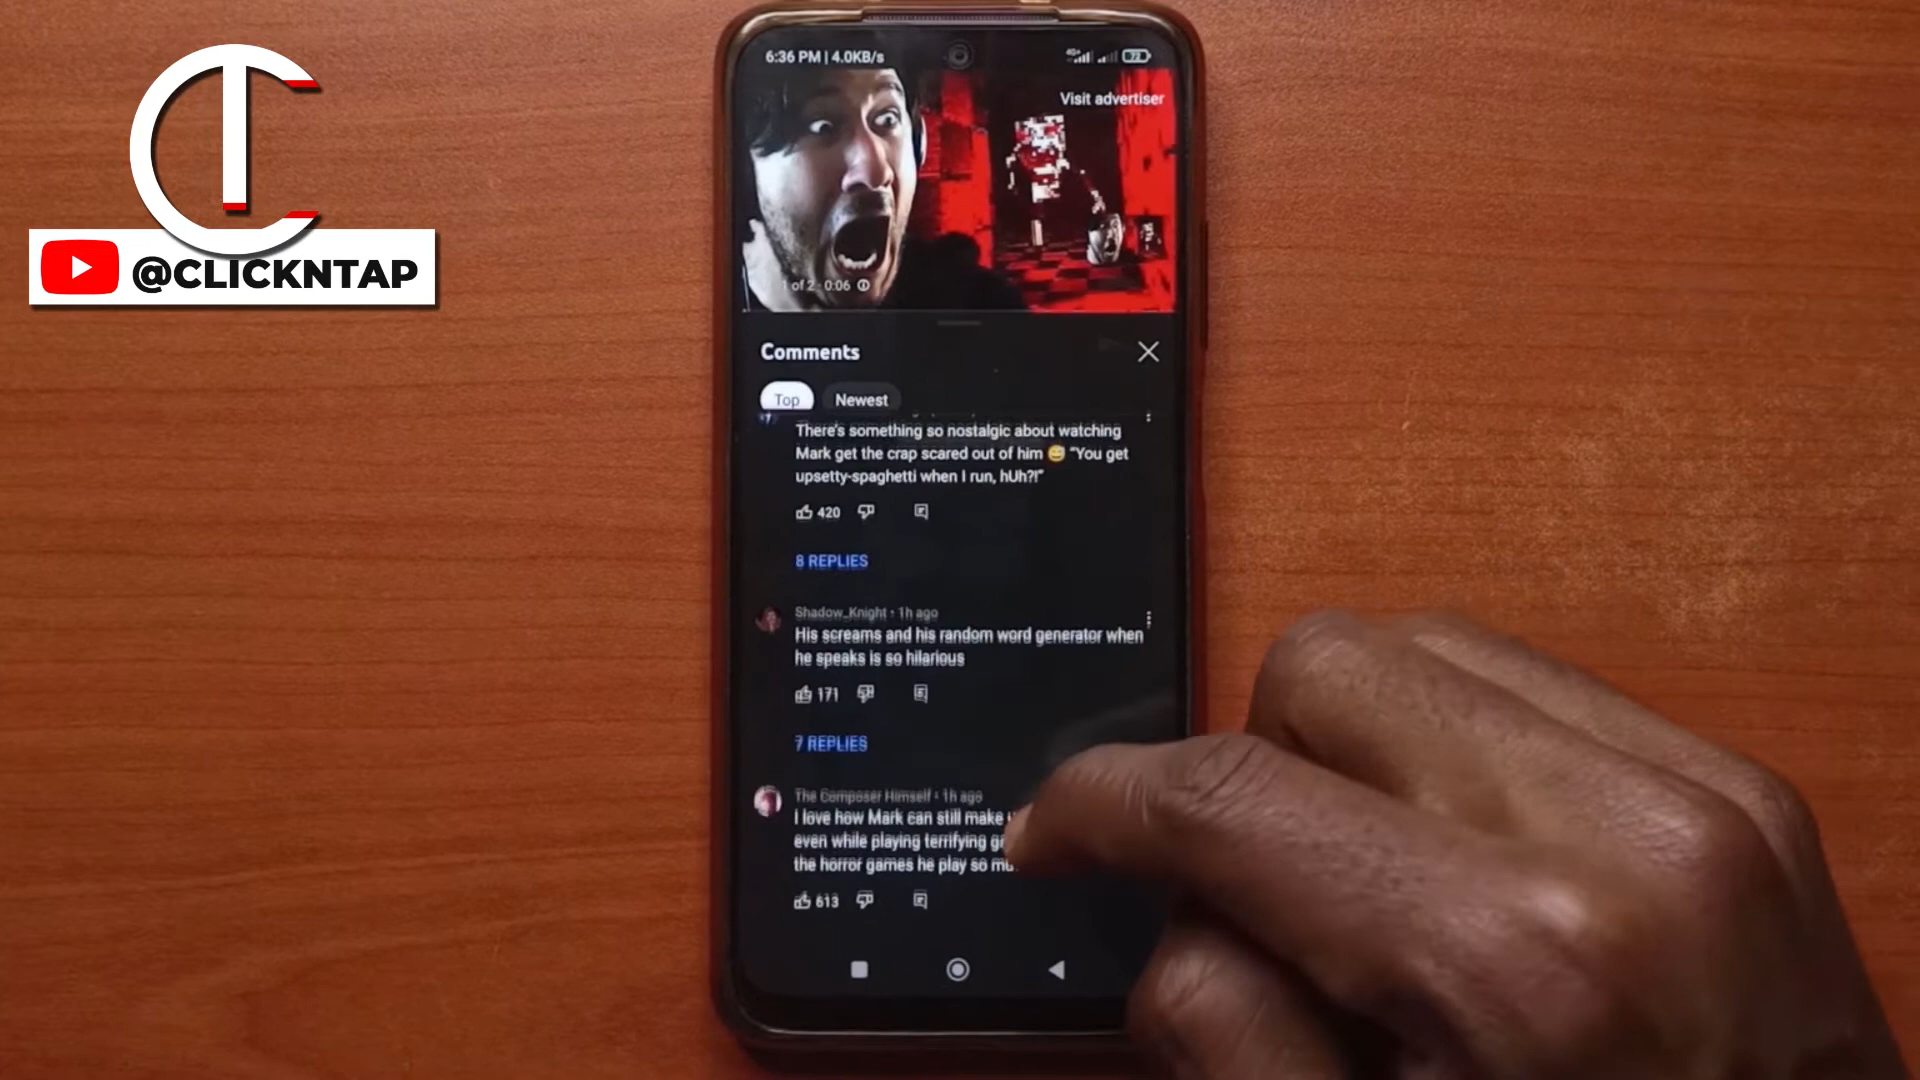 @CLICKNTAP
6:36 PM | 4.0KB/s
4G+
72
Visit advertiser
1 of 2 · 0:06
Comments
Top
Newest
There's something so nostalgic about watching
Mark get the crap scared out of him 😅 "You get
upsetty-spaghetti when I run, hUh?!"
420
8 REPLIES
Shadow_Knight • 1h ago
His screams and his random word generator when
he speaks is so hilarious
171
7 REPLIES
The Composer Himself • 1h ago
I love how Mark can still make
even while playing terrifying
the horror games he play so
613